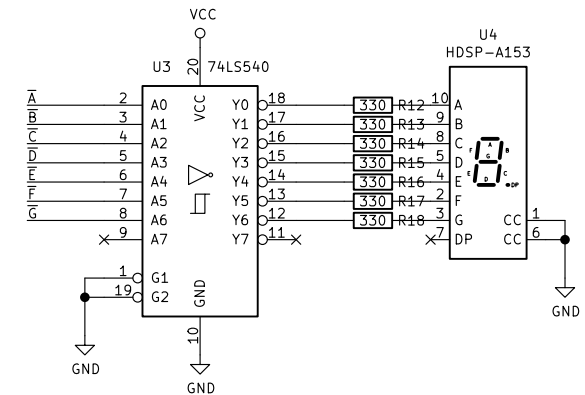 VCC
U3 74LS540
U4
HDSP-A153
20
VCC
A 2 A0 Y0 18 330 R12 10 A
B 3 A1 Y1 17 330 R13 9 B
C 4 A2 Y2 16 330 R14 8 C
D 5 A3 Y3 15 330 R15 5 D
E 6 A4 Y4 14 330 R16 4 E
F 7 A5 Y5 13 330 R17 2 F
G 8 A6 Y6 12 330 R18 3 G CC 1
9 A7 Y7 11 7 DP CC 6
A
F B
G
E C
D DP
1 G1
19 G2
GND
10
GND
GND
GND